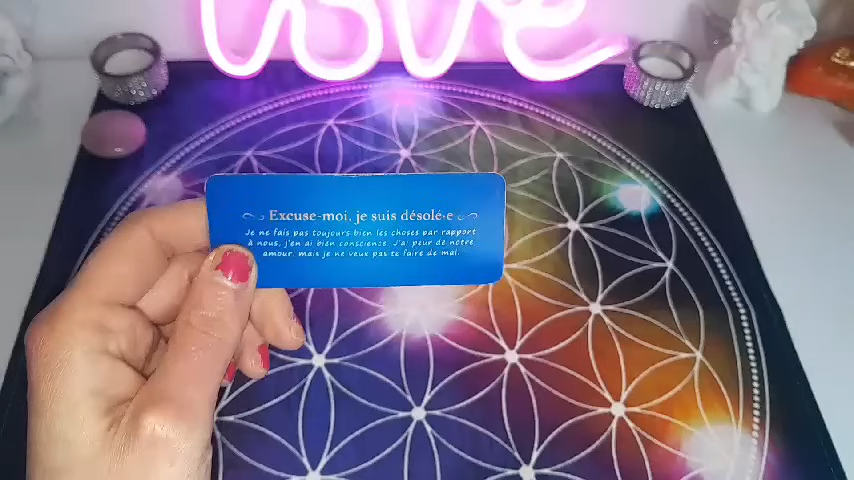 love
Excuse-moi, je suis désolé·e
Je ne fais pas toujours bien les choses par rapport
à nous, j'en ai bien conscience. J'ai peur de notre
amour, mais je ne veux pas te faire de mal.